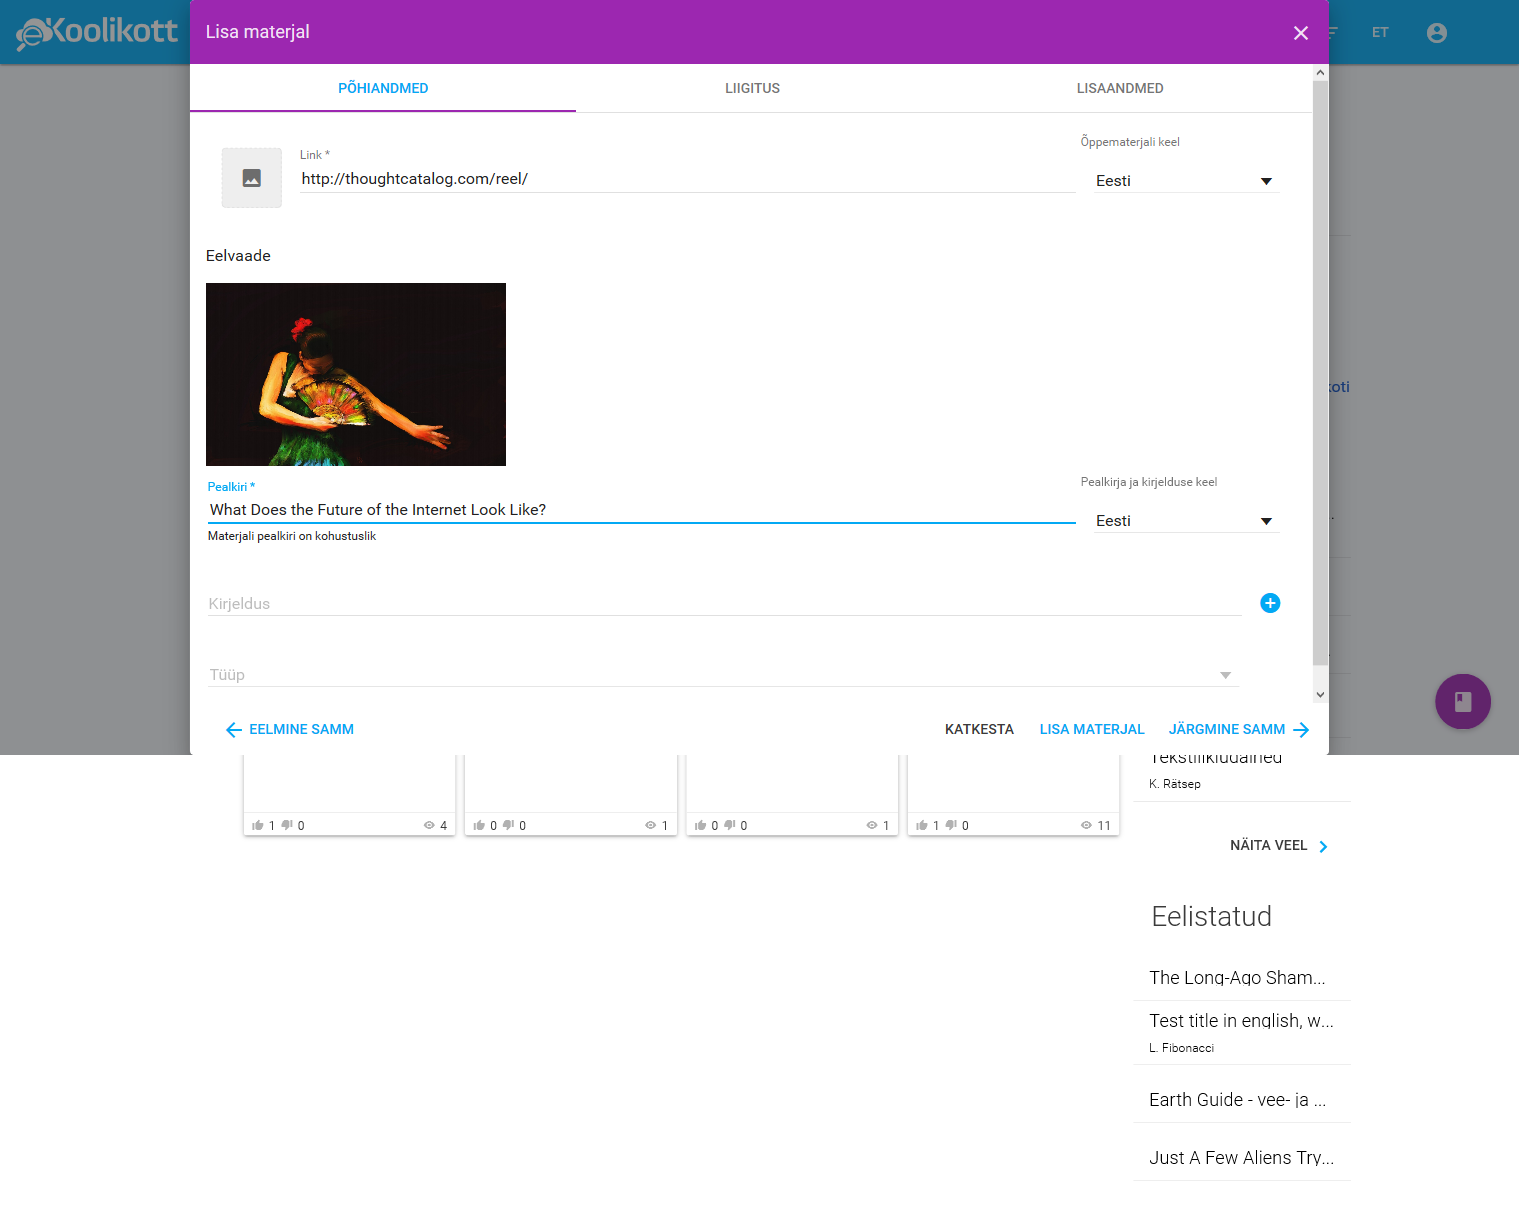 eKoolikott
Lisa materjal
ET
PÕHIANDMED
LIIGITUS
LISAANDMED
Link *
Õppematerjali keel
http://thoughtcatalog.com/reel/
Eesti
Eelvaade
Pealkiri *
Pealkirja ja kirjelduse keel
What Does the Future of the Internet Look Like?
Eesti
Materjali pealkiri on kohustuslik
Kirjeldus
Tüüp
EELMINE SAMM
KATKESTA
LISA MATERJAL
JÄRGMINE SAMM
K. Rätsep
1 0 4
0 0 1
0 0 1
1 0 11
NÄITA VEEL
Eelistatud
The Long-Ago Sham...
Test title in english, w...
L. Fibonacci
Earth Guide - vee- ja ...
Just A Few Aliens Try...